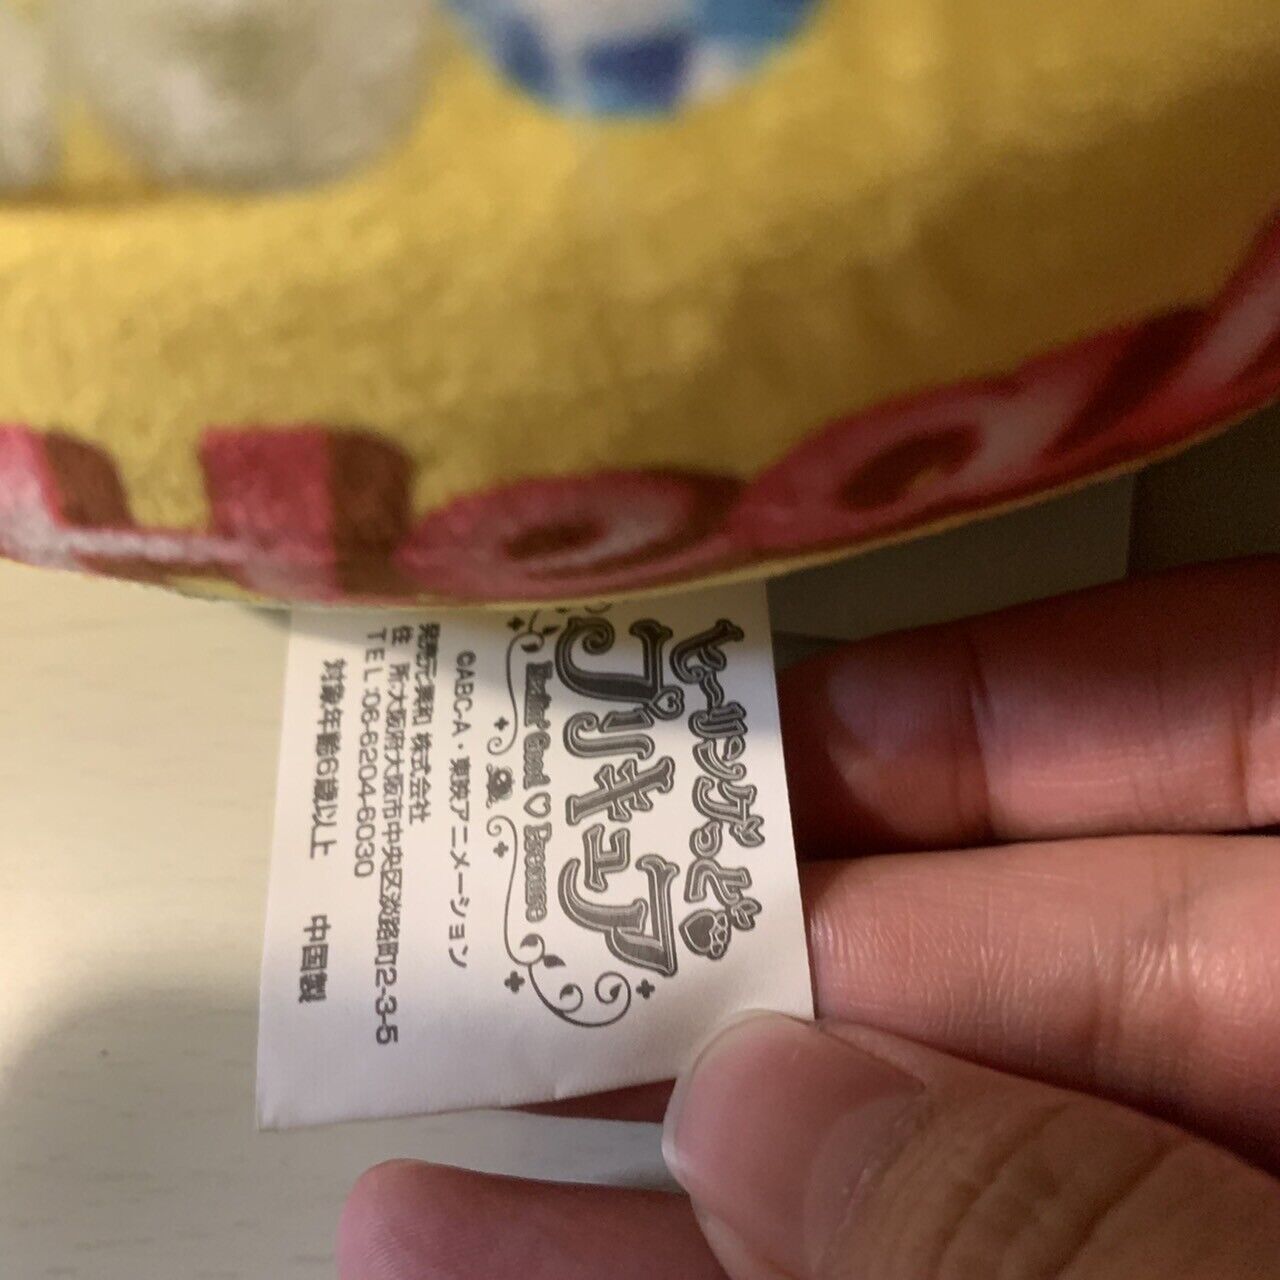 ヒーリングっど♥
プリキュア
Healin' Good ♡ Precure
©ABC-A・東映アニメーション
発売元:興和 株式会社
住 所:大阪府大阪市中央区淡路町2-3-5
TEL:06-6204-6030
対象年齢6歳以上 中国製